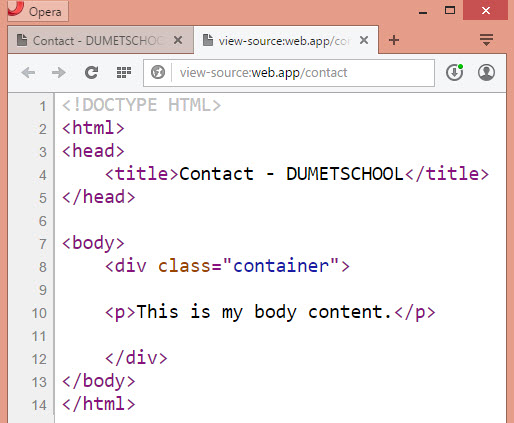 Opera
Contact - DUMETSCHOO
view-source:web.app/co
view-source:web.app/contact
1 <!DOCTYPE HTML>
2 <html>
3 <head>
4     <title>Contact - DUMETSCHOOL</title>
5 </head>
6
7 <body>
8     <div class="container">
9
10     <p>This is my body content.</p>
11
12     </div>
13 </body>
14 </html>